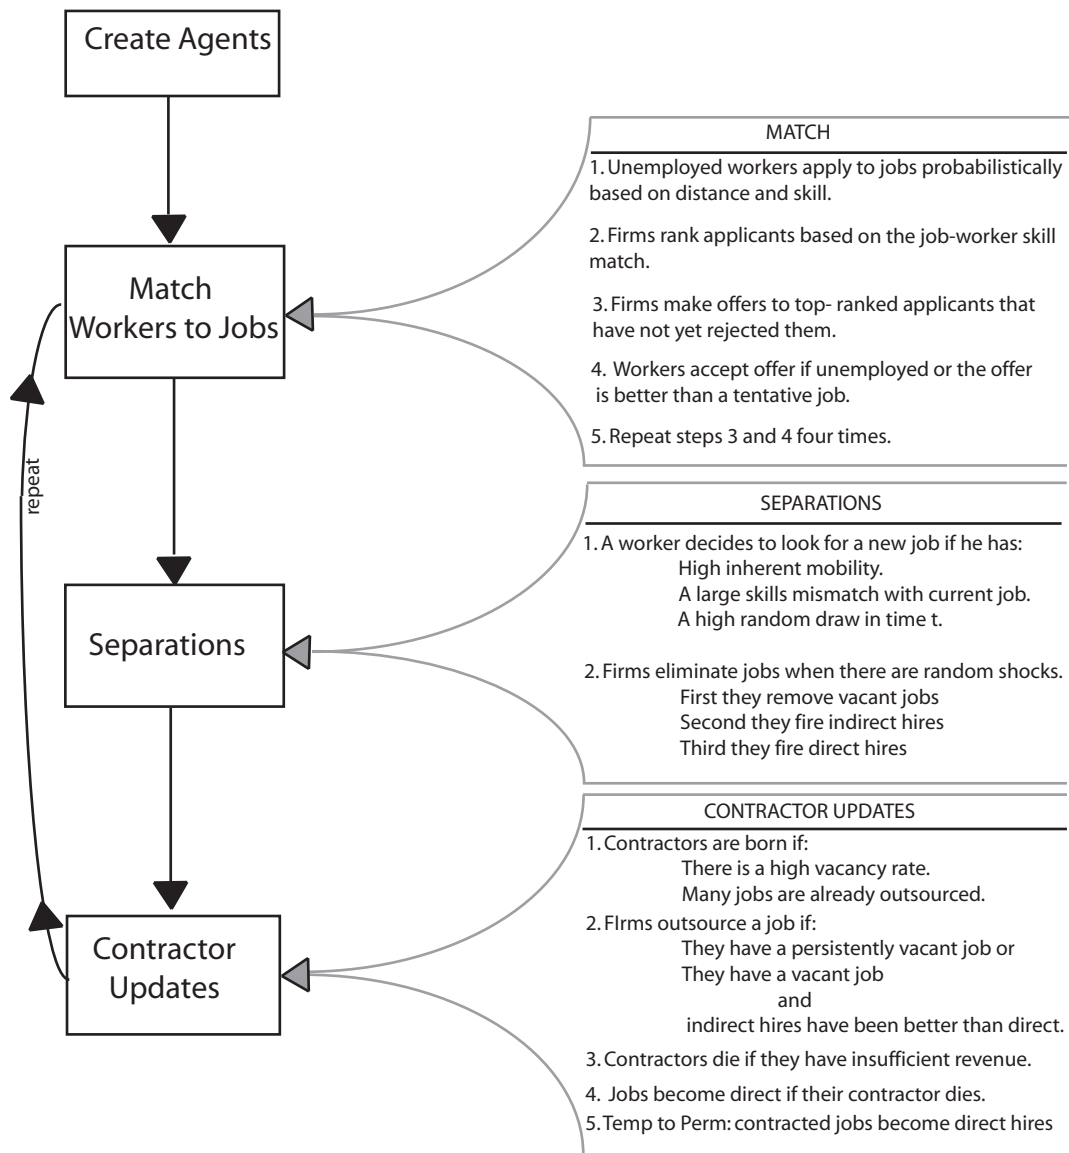 Create Agents
Match
Workers to Jobs
repeat
Separations
Contractor
Updates
MATCH
1. Unemployed workers apply to jobs probabilistically
based on distance and skill.
2. Firms rank applicants based on the job-worker skill
match.
3. Firms make offers to top- ranked applicants that
have not yet rejected them.
4. Workers accept offer if unemployed or the offer
is better than a tentative job.
5. Repeat steps 3 and 4 four times.
SEPARATIONS
1. A worker decides to look for a new job if he has:
High inherent mobility.
A large skills mismatch with current job.
A high random draw in time t.
2. Firms eliminate jobs when there are random shocks.
First they remove vacant jobs
Second they fire indirect hires
Third they fire direct hires
CONTRACTOR UPDATES
1. Contractors are born if:
There is a high vacancy rate.
Many jobs are already outsourced.
2. FIrms outsource a job if:
They have a persistently vacant job or
They have a vacant job
and
indirect hires have been better than direct.
3. Contractors die if they have insufficient revenue.
4. Jobs become direct if their contractor dies.
5. Temp to Perm: contracted jobs become direct hires